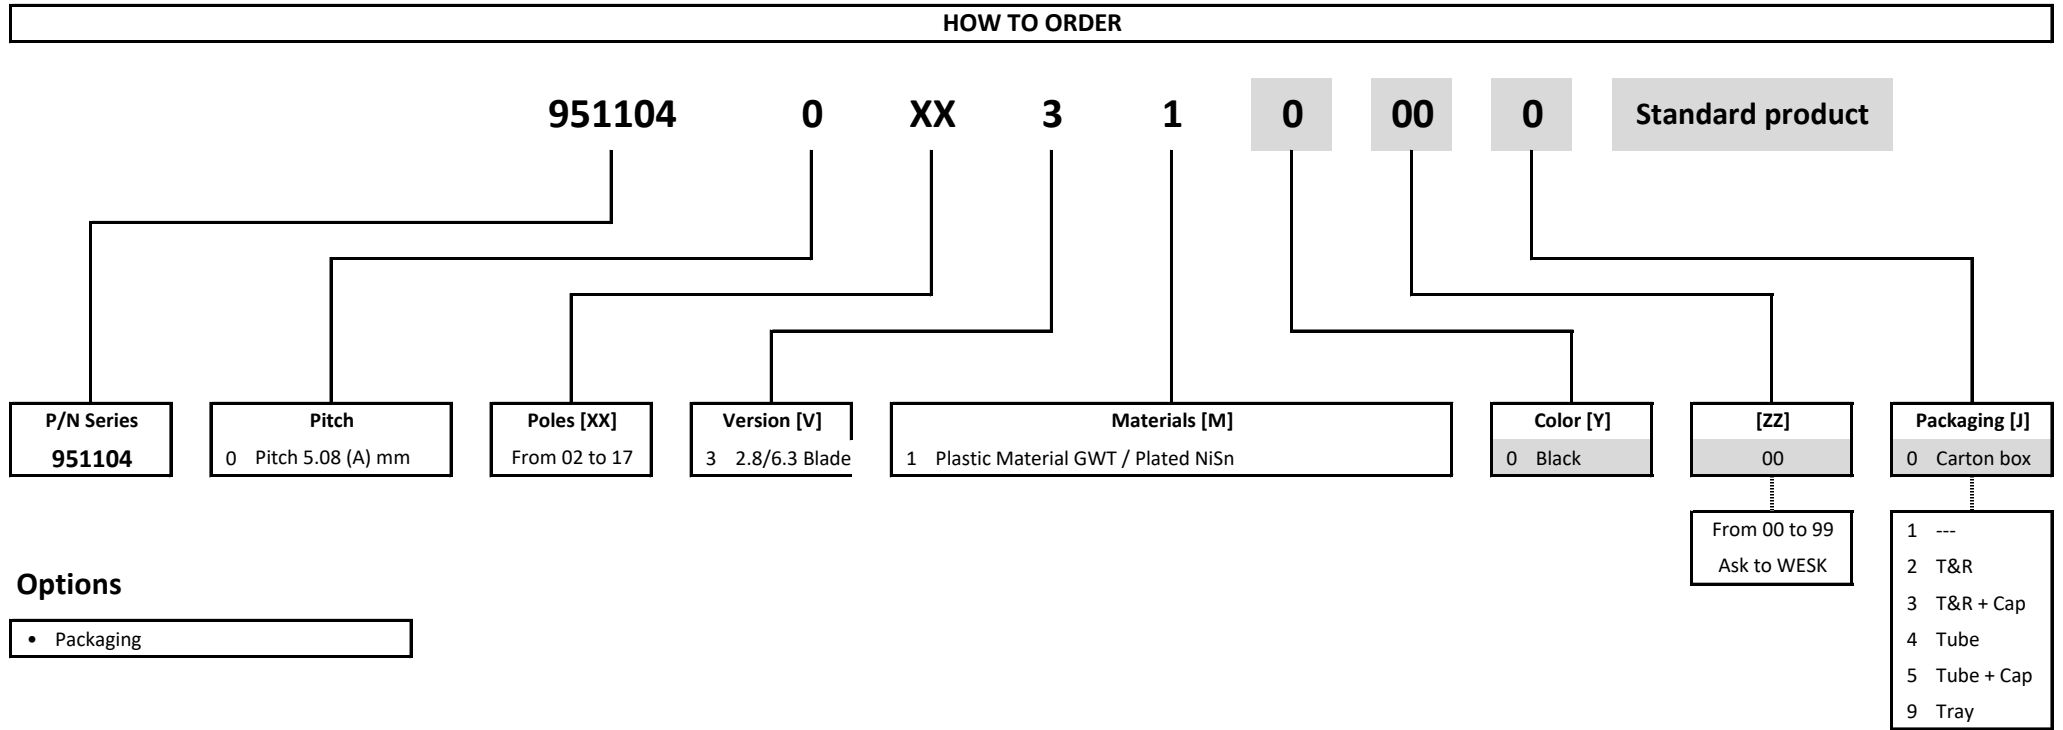 HOW TO ORDER
951104 0 XX 3 1 0 00 0 Standard product
P/N Series Pitch Poles [XX] Version [V] Materials [M] Color [Y] [ZZ] Packaging [J]
951104 0 Pitch 5.08 (A) mm From 02 to 17 3 2.8/6.3 Blade 1 Plastic Material GWT / Plated NiSn 0 Black 00 0 Carton box
From 00 to 99 1 ---
Ask to WESK 2 T&R
Options
3 T&R + Cap
• Packaging 4 Tube
5 Tube + Cap
9 Tray